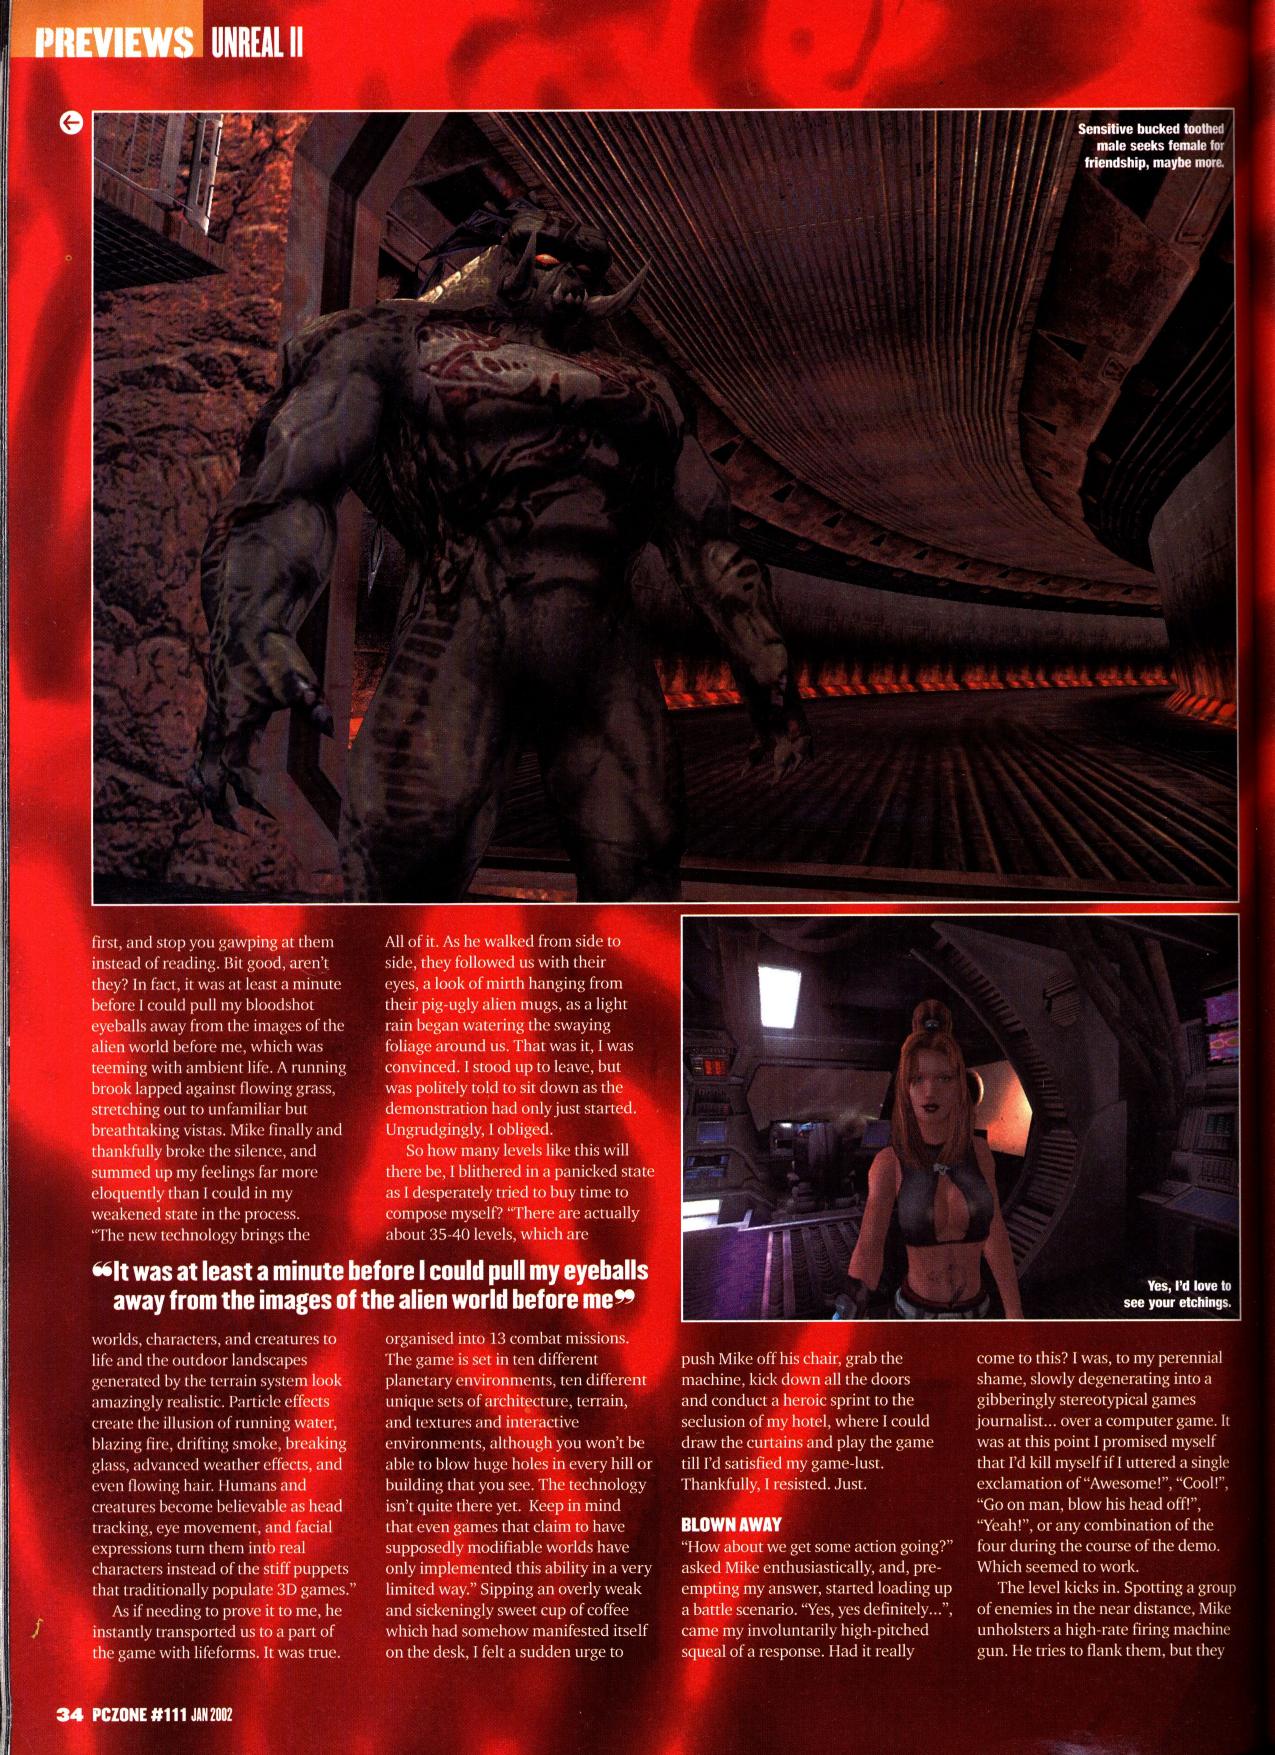 PREVIEWS UNREAL II
Sensitive bucked toothed
male seeks female for
friendship, maybe more.
first, and stop you gawping at them
instead of reading. Bit good, aren't
they? In fact, it was at least a minute
before I could pull my bloodshot
eyeballs away from the images of the
alien world before me, which was
teeming with ambient life. A running
brook lapped against flowing grass,
stretching out to unfamiliar but
breathtaking vistas. Mike finally and
thankfully broke the silence, and
summed up my feelings far more
eloquently than I could in my
weakened state in the process.
“The new technology brings the
“It was at least a minute before I could pull my eyeballs
away from the images of the alien world before me”
worlds, characters, and creatures to
life and the outdoor landscapes
generated by the terrain system look
amazingly realistic. Particle effects
create the illusion of running water,
blazing fire, drifting smoke, breaking
glass, advanced weather effects, and
even flowing hair. Humans and
creatures become believable as head
tracking, eye movement, and facial
expressions turn them into real
characters instead of the stiff puppets
that traditionally populate 3D games.”
As if needing to prove it to me, he
instantly transported us to a part of
the game with lifeforms. It was true.
All of it. As he walked from side to
side, they followed us with their
eyes, a look of mirth hanging from
their pig-ugly alien mugs, as a light
rain began watering the swaying
foliage around us. That was it, I was
convinced. I stood up to leave, but
was politely told to sit down as the
demonstration had only just started.
Ungrudgingly, I obliged.
So how many levels like this will
there be, I blithered in a panicked state
as I desperately tried to buy time to
compose myself? “There are actually
about 35-40 levels, which are
organised into 13 combat missions.
The game is set in ten different
planetary environments, ten different
unique sets of architecture, terrain,
and textures and interactive
environments, although you won't be
able to blow huge holes in every hill or
building that you see. The technology
isn't quite there yet. Keep in mind
that even games that claim to have
supposedly modifiable worlds have
only implemented this ability in a very
limited way.” Sipping an overly weak
and sickeningly sweet cup of coffee
which had somehow manifested itself
on the desk, I felt a sudden urge to
Yes, I'd love to
see your etchings.
push Mike off his chair, grab the
machine, kick down all the doors
and conduct a heroic sprint to the
seclusion of my hotel, where I could
draw the curtains and play the game
till I'd satisfied my game-lust.
Thankfully, I resisted. Just.
BLOWN AWAY
“How about we get some action going?”
asked Mike enthusiastically, and, pre-
empting my answer, started loading up
a battle scenario. “Yes, yes definitely...”,
came my involuntarily high-pitched
squeal of a response. Had it really
come to this? I was, to my perennial
shame, slowly degenerating into a
gibberingly stereotypical games
journalist... over a computer game. It
was at this point I promised myself
that I'd kill myself if I uttered a single
exclamation of “Awesome!”, “Cool!”,
“Go on man, blow his head off!”,
“Yeah!”, or any combination of the
four during the course of the demo.
Which seemed to work.
The level kicks in. Spotting a group
of enemies in the near distance, Mike
unholsters a high-rate firing machine
gun. He tries to flank them, but they
34 PCZONE #111 JAN 2002